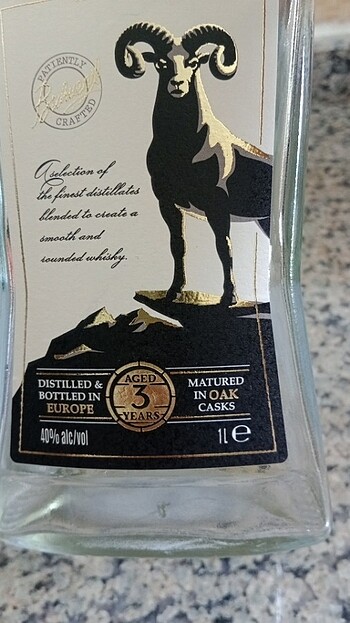 PATIENTLY
CRAFTED
A selection of
the finest distillates
blended to create a
smooth and
rounded whisky.
DISTILLED &
BOTTLED IN
EUROPE
AGED
3
YEARS
MATURED
IN OAK
CASKS
40% alc/vol
1L e